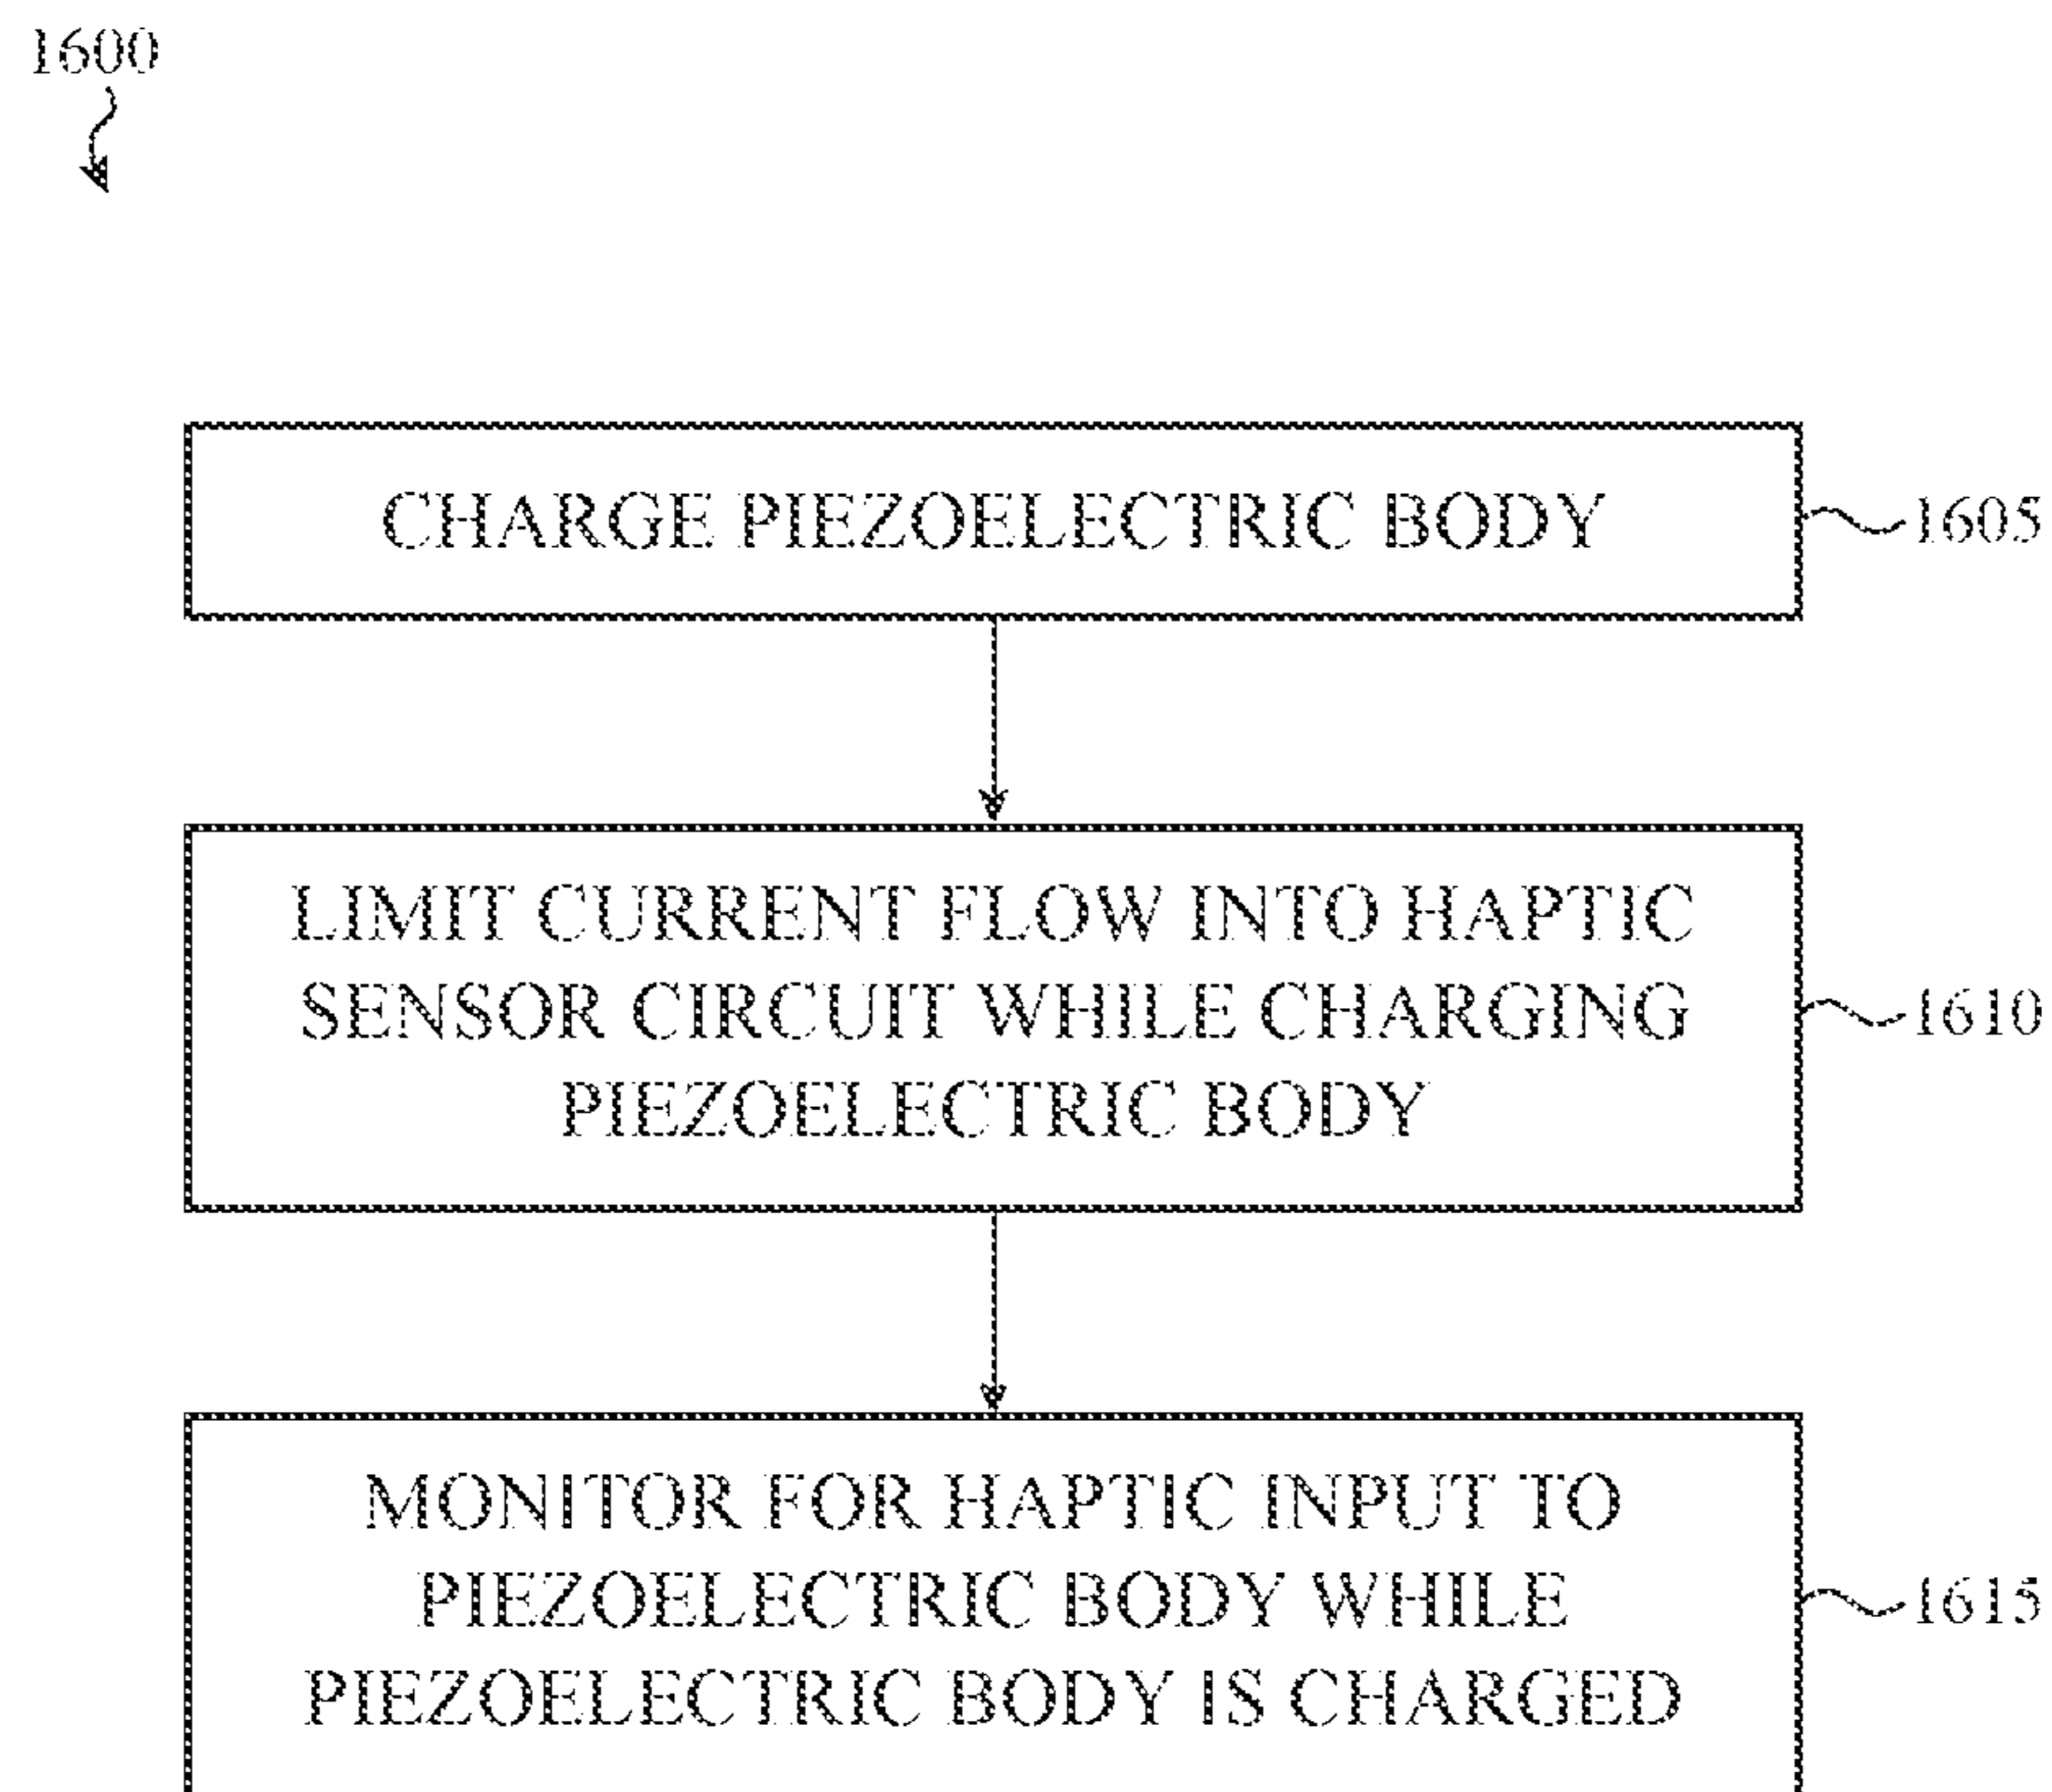 1600
CHARGE PIEZOELECTRIC BODY
1605
LIMIT CURRENT FLOW INTO HAPTIC
SENSOR CIRCUIT WHILE CHARGING
PIEZOELECTRIC BODY
1610
MONITOR FOR HAPTIC INPUT TO
PIEZOELECTRIC BODY WHILE
PIEZOELECTRIC BODY IS CHARGED
1615